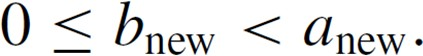 0 ≤ b_new < a_new.